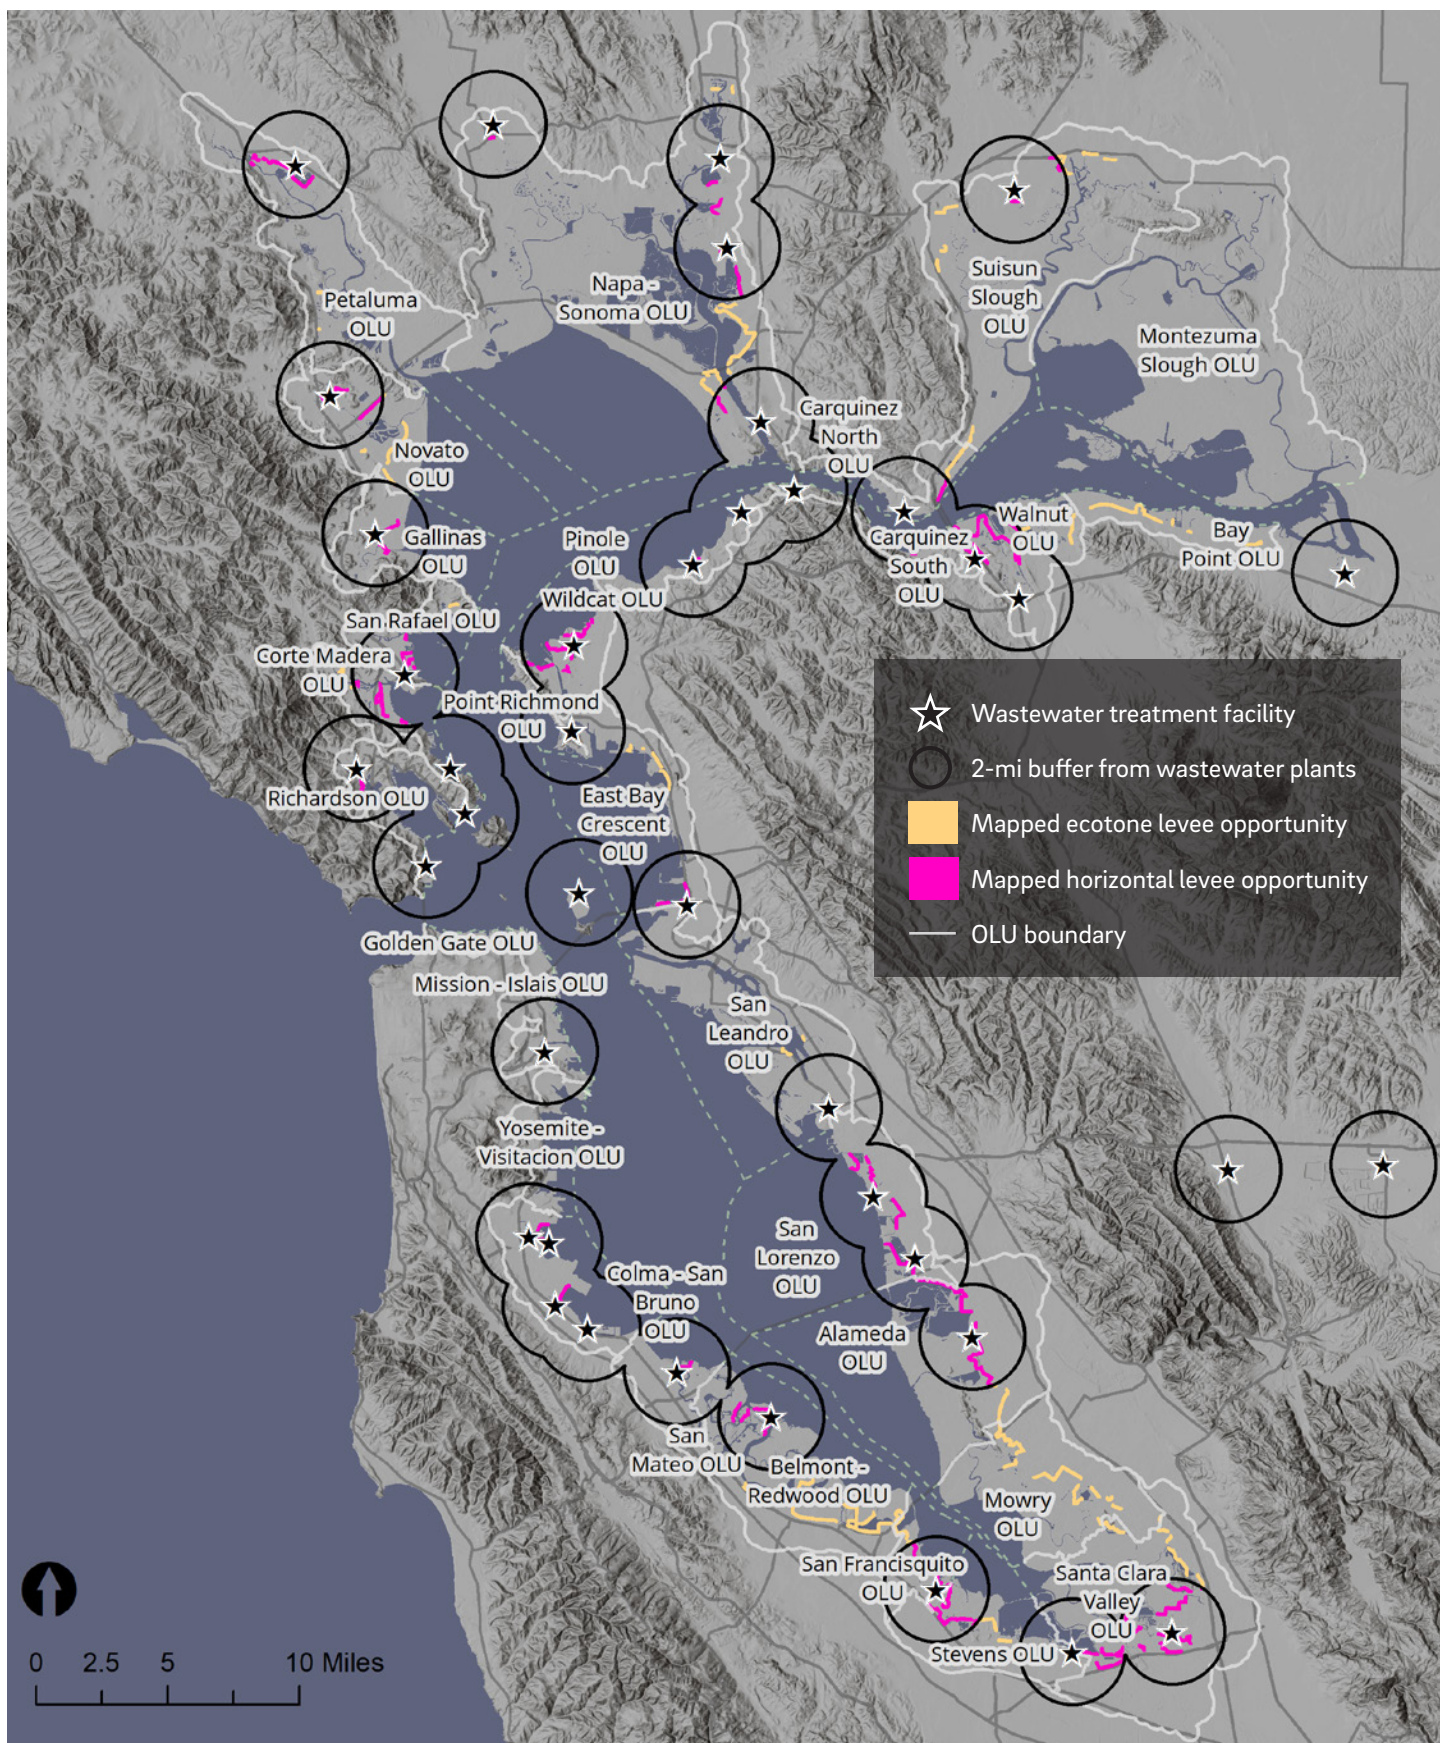 Petaluma
OLU
Napa -
Sonoma OLU
Suisun
Slough
OLU
Montezuma
Slough OLU
Novato
OLU
Carquinez
North
OLU
Gallinas
OLU
Pinole
OLU
Carquinez
South
OLU
Walnut
OLU
Bay
Point OLU
Wildcat OLU
San Rafael OLU
Corte Madera
OLU
Point Richmond
OLU
Richardson OLU
East Bay
Crescent
OLU
Wastewater treatment facility
2-mi buffer from wastewater plants
Mapped ecotone levee opportunity
Mapped horizontal levee opportunity
OLU boundary
Golden Gate OLU
Mission - Islais OLU
San
Leandro
OLU
Yosemite -
Visitacion OLU
San
Lorenzo
OLU
Colma - San
Bruno
OLU
Alameda
OLU
San
Mateo OLU
Belmont -
Redwood OLU
Mowry
OLU
San Francisquito
OLU
Santa Clara
Valley
OLU
Stevens OLU
0 2.5 5 10 Miles